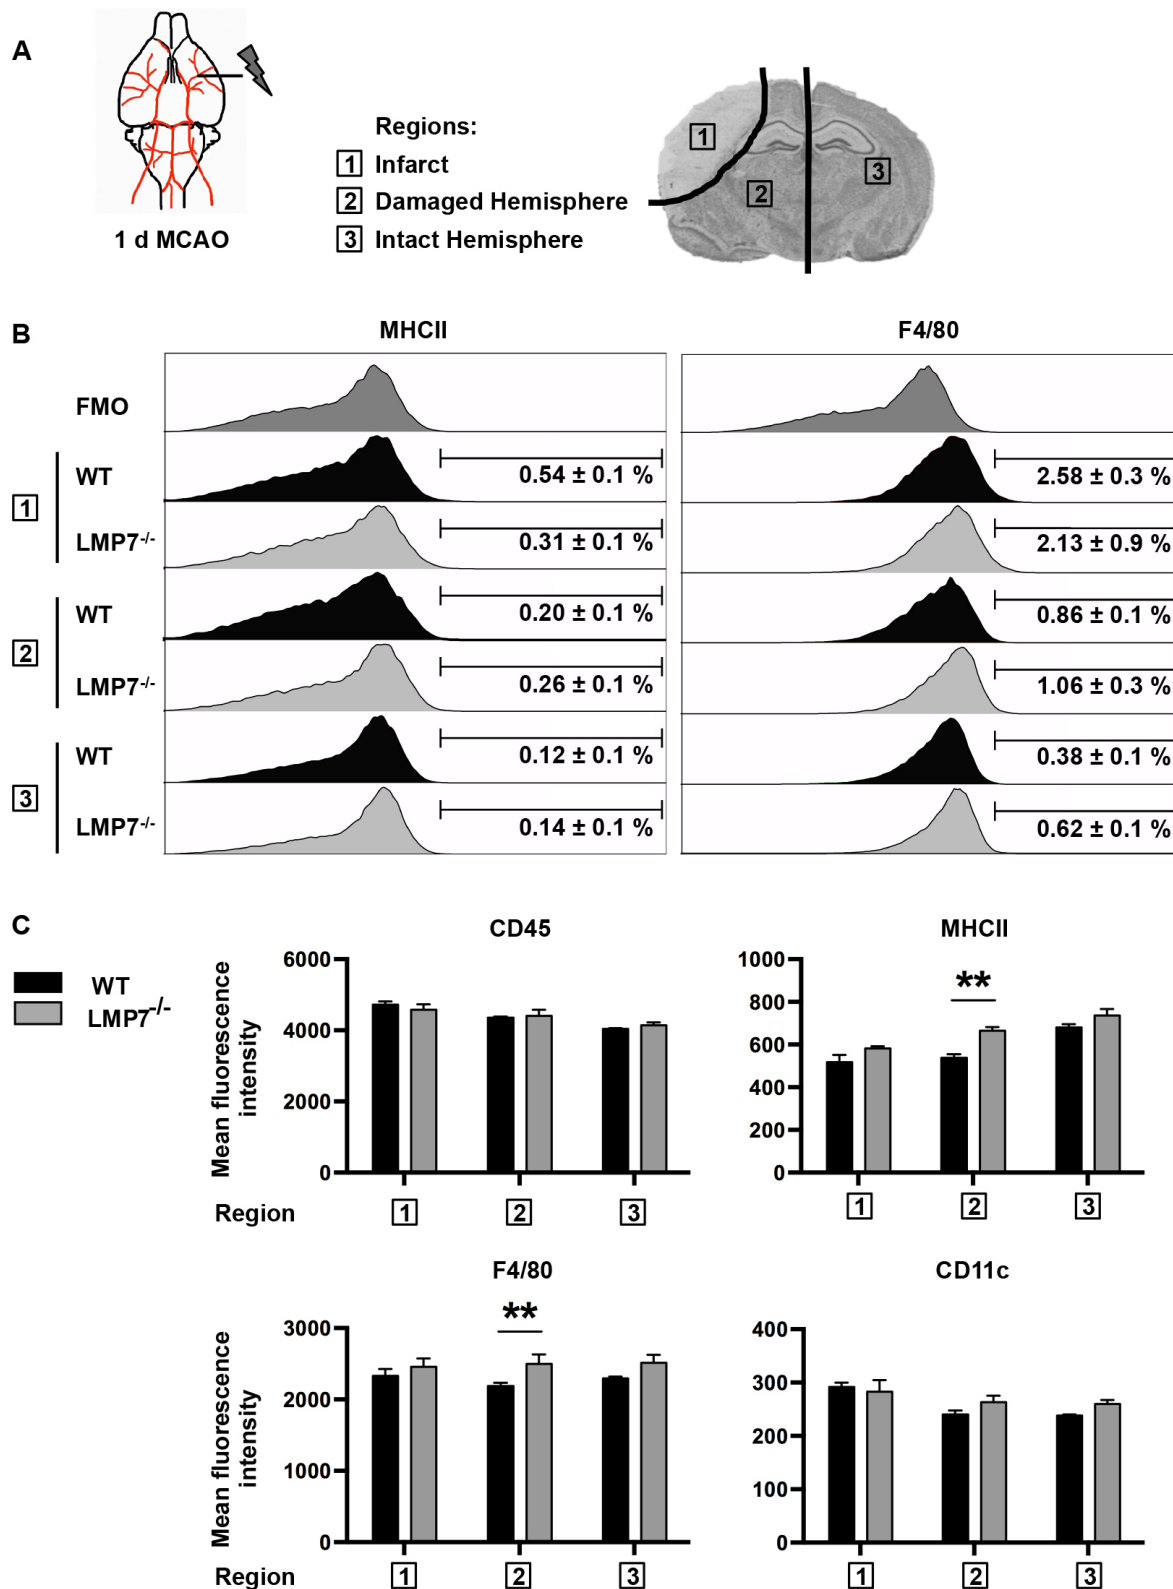 A
1 d MCAO
Regions:
1 Infarct
2 Damaged Hemisphere
3 Intact Hemisphere
1
2
3
B
MHCII
F4/80
FMO
1
WT
0.54 ± 0.1 %
2.58 ± 0.3 %
LMP7-/-
0.31 ± 0.1 %
2.13 ± 0.9 %
2
WT
0.20 ± 0.1 %
0.86 ± 0.1 %
LMP7-/-
0.26 ± 0.1 %
1.06 ± 0.3 %
3
WT
0.12 ± 0.1 %
0.38 ± 0.1 %
LMP7-/-
0.14 ± 0.1 %
0.62 ± 0.1 %
C
WT
LMP7-/-
CD45
Mean fluorescence
intensity
6000
4000
2000
0
Region 1 2 3
MHCII
**
1000
800
600
400
200
0
1 2 3
F4/80
**
Mean fluorescence
intensity
3000
2000
1000
0
Region 1 2 3
CD11c
400
300
200
100
0
1 2 3